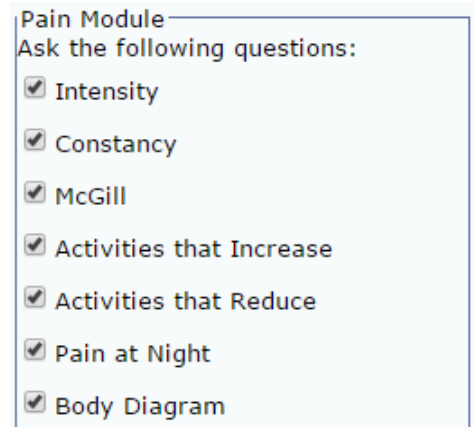 Pain Module
Ask the following questions:
Intensity
Constancy
McGill
Activities that Increase
Activities that Reduce
Pain at Night
Body Diagram